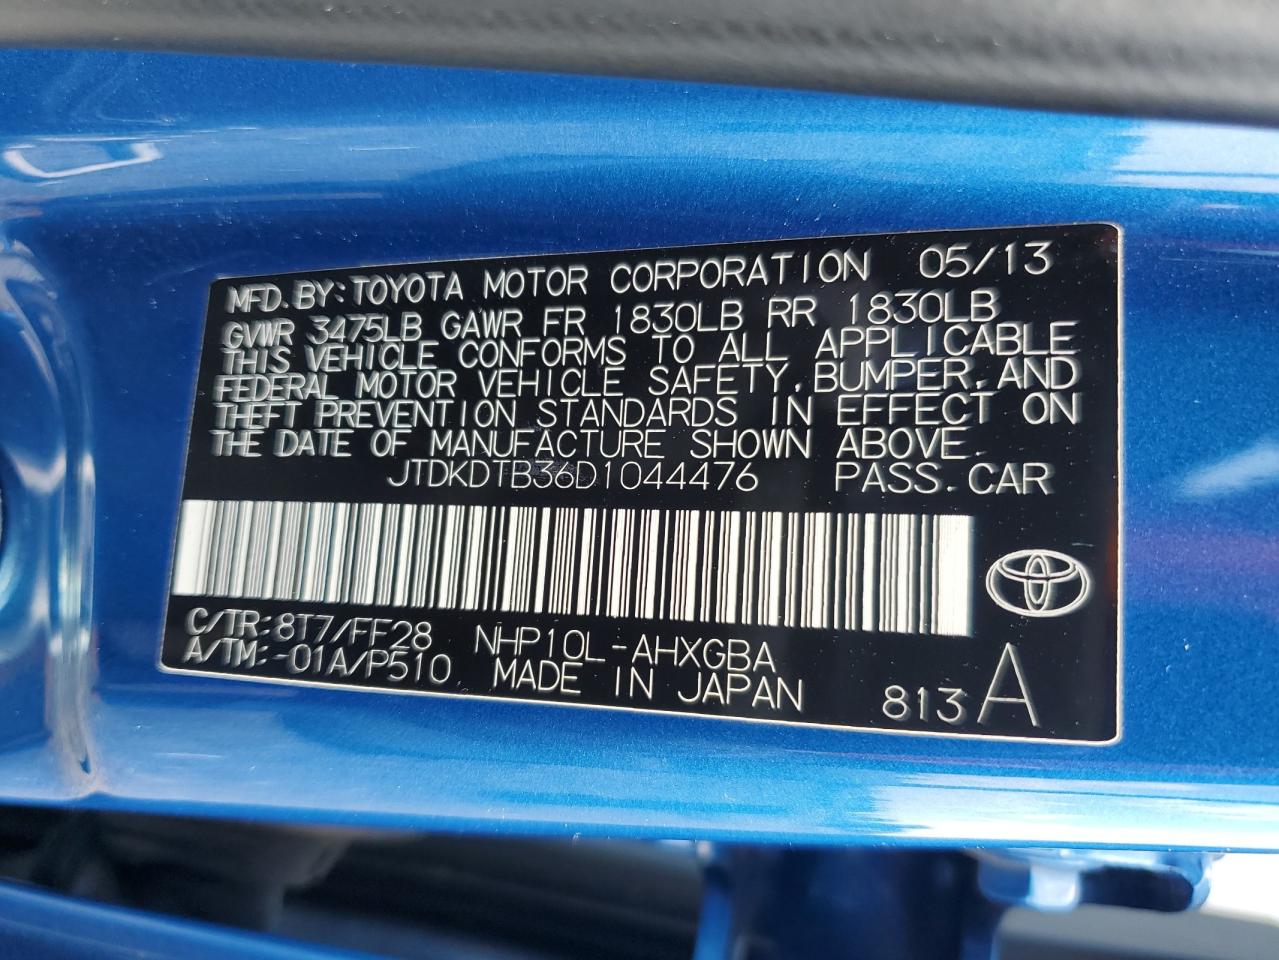 MFD. BY: TOYOTA MOTOR CORPORATION 05/13
GVWR 3475LB GAWR FR 1830LB RR 1830LB
THIS VEHICLE CONFORMS TO ALL APPLICABLE
FEDERAL MOTOR VEHICLE SAFETY, BUMPER, AND
THEFT PREVENTION STANDARDS IN EFFECT ON
THE DATE OF MANUFACTURE SHOWN ABOVE.
JTDKDTB36D1044476 PASS. CAR
C/TR: 8T7/FF28 NHP10L-AHXGBA
A/TM: -01A/P510 MADE IN JAPAN 813 A